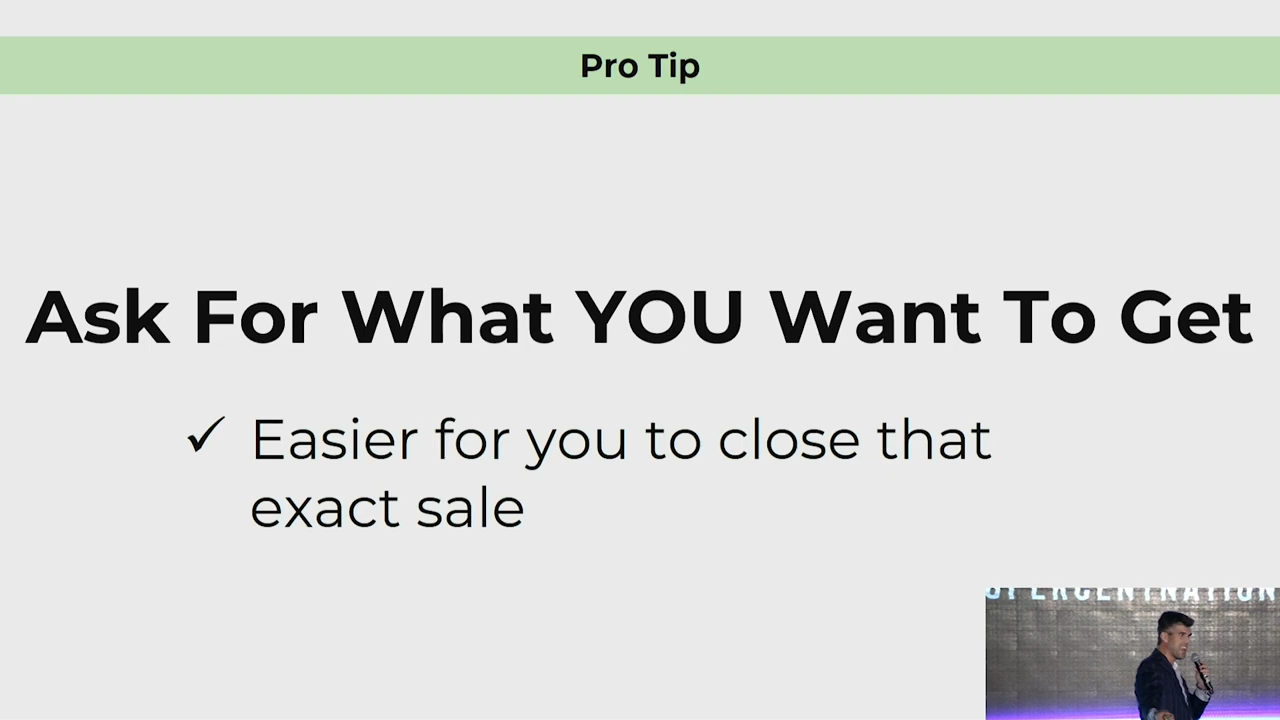 Pro Tip
Ask For What YOU Want To Get
✓ Easier for you to close that
exact sale